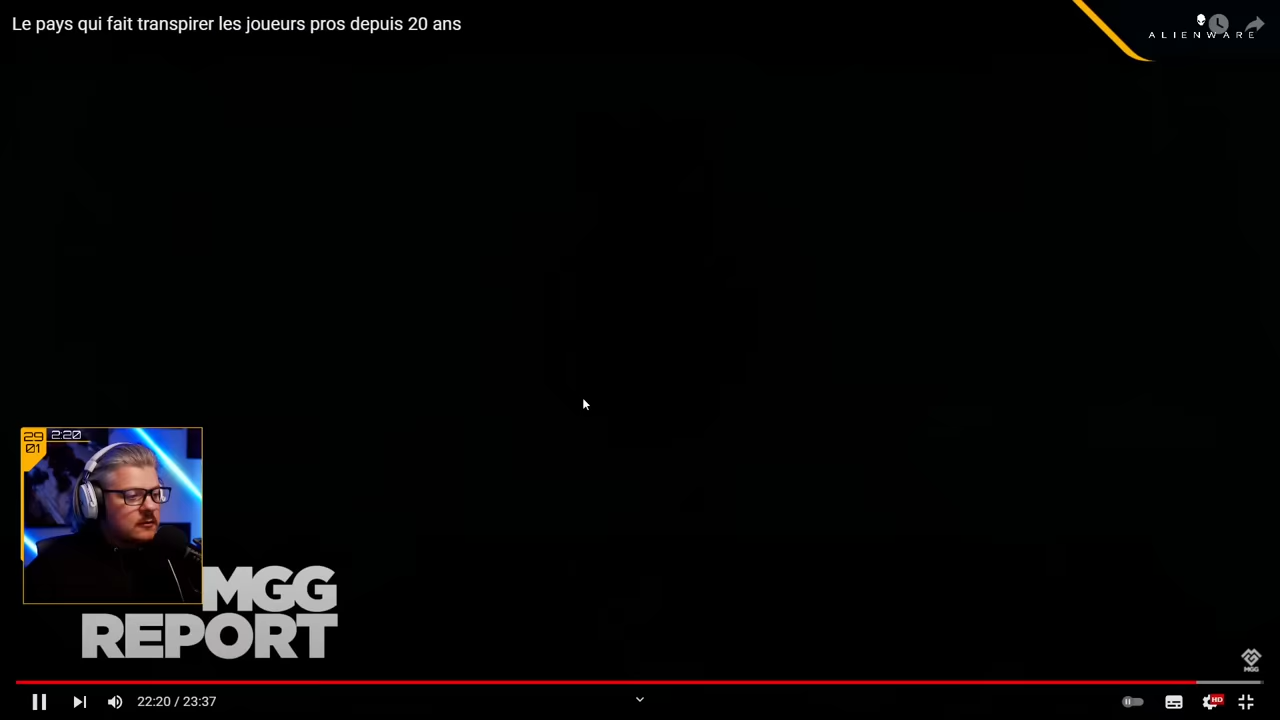 Le pays qui fait transpirer les joueurs pros depuis 20 ans
ALIENWARE
29
01
2:20
MGG
REPORT
MGG
22:20 / 23:37
HD